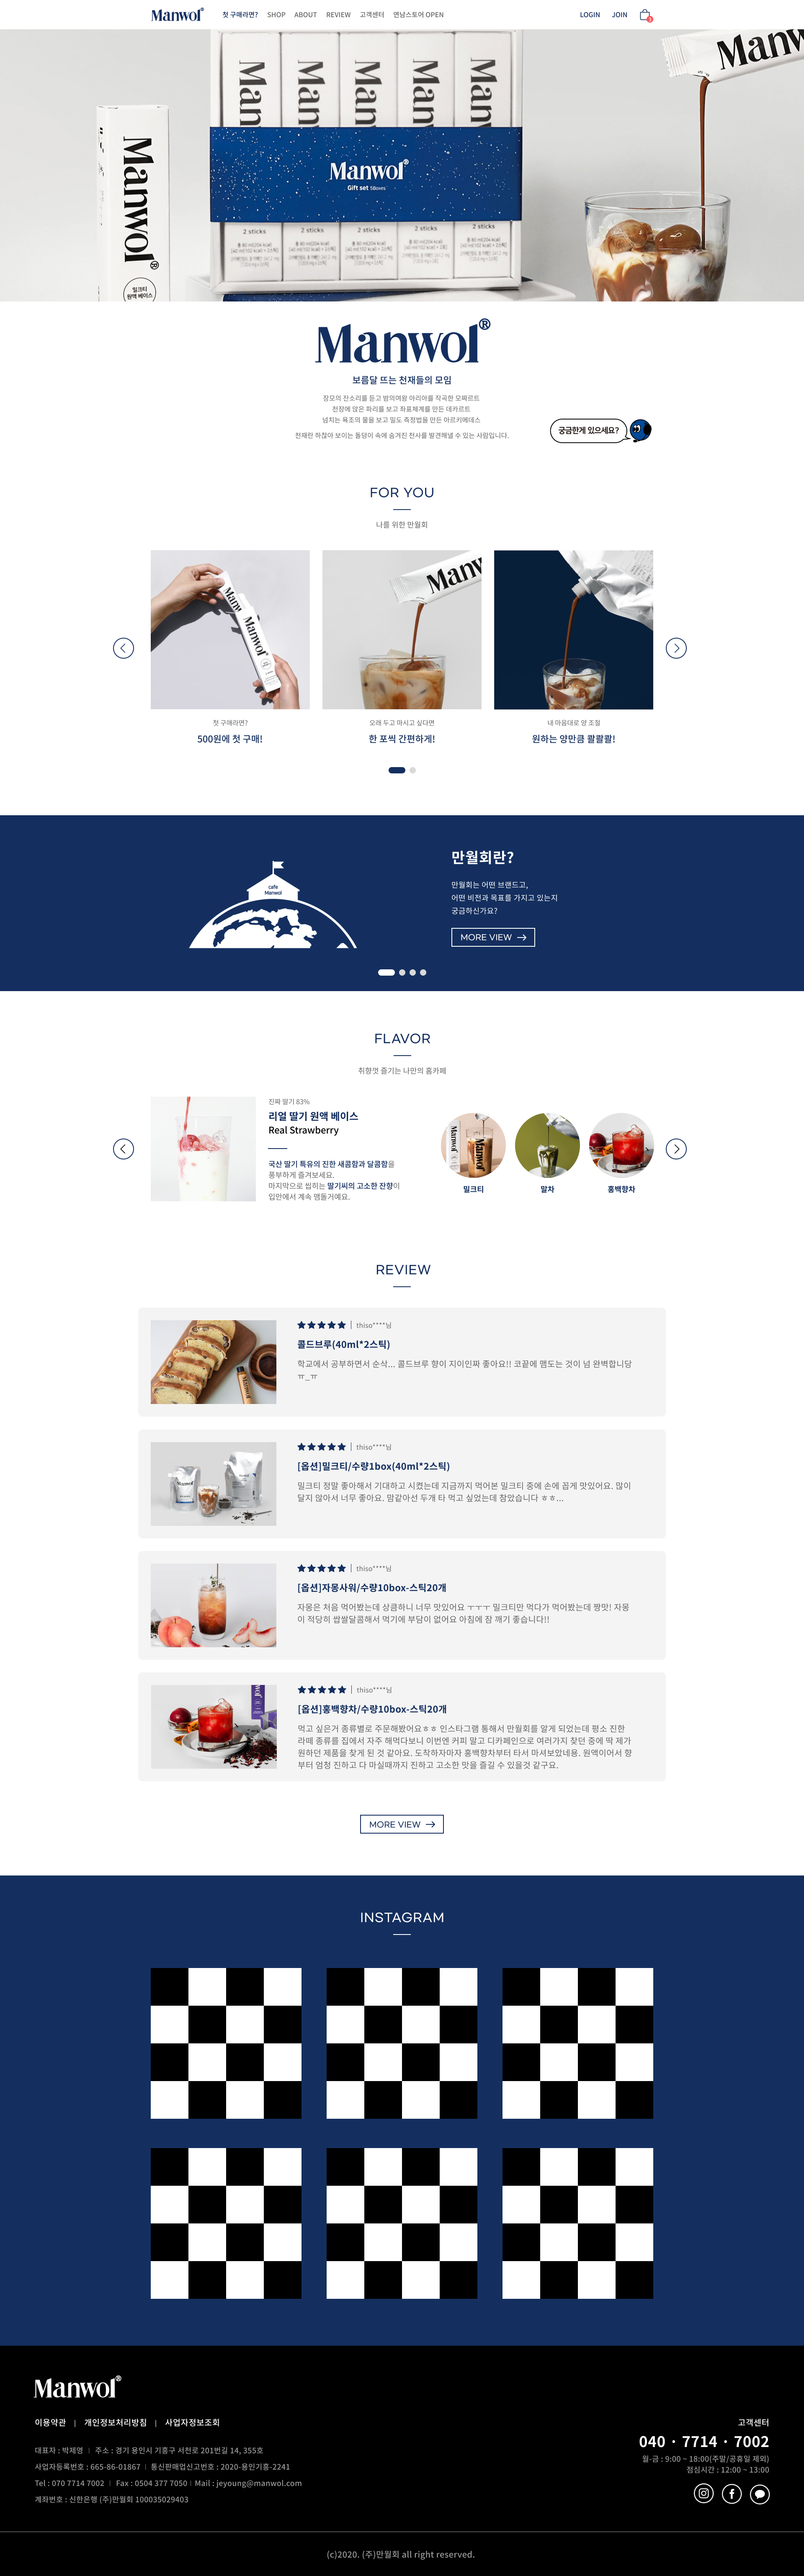 Manwol®
첫 구매라면? SHOP ABOUT REVIEW 고객센터 연남스토어 OPEN
LOGIN JOIN
Manwol
밀크티
원액 베이스
Manwol
Manwol
Manwol
Manwol
Manwol
Manwol®
Gift set 5Boxes
2 sticks
2 sticks
2 sticks
2 sticks
2 sticks
Manwol®
보름달 뜨는 천재들의 모임
장모의 잔소리를 듣고 밤의여왕 아리아를 작곡한 모짜르트
천장에 앉은 파리를 보고 좌표체계를 만든 데카르트
넘치는 욕조의 물을 보고 밀도 측정법을 만든 아르키메데스
천재란 하찮아 보이는 돌덩이 속에 숨겨진 천사를 발견해낼 수 있는 사람입니다.
궁금한게 있으세요?
FOR YOU
나를 위한 만월회
첫 구매라면?
500원에 첫 구매!
오래 두고 마시고 싶다면
한 포씩 간편하게!
내 마음대로 양 조절
원하는 양만큼 콸콸콸!
cafe
Manwol
만월회란?
만월회는 어떤 브랜드고,
어떤 비전과 목표를 가지고 있는지
궁금하신가요?
MORE VIEW →
FLAVOR
취향껏 즐기는 나만의 홈카페
진짜 딸기 83%
리얼 딸기 원액 베이스
Real Strawberry
국산 딸기 특유의 진한 새콤함과 달콤함을
풍부하게 즐겨보세요.
마지막으로 씹히는 딸기씨의 고소한 잔향이
입안에서 계속 맴돌거예요.
밀크티
말차
홍백향차
REVIEW
★★★★★ | thiso****님
콜드브루(40ml*2스틱)
학교에서 공부하면서 순삭... 콜드브루 향이 지이인짜 좋아요!! 코끝에 맴도는 것이 넘 완벽합니당
ㅠ_ㅠ
★★★★★ | thiso****님
[옵션]밀크티/수량1box(40ml*2스틱)
밀크티 정말 좋아해서 기대하고 시켰는데 지금까지 먹어본 밀크티 중에 손에 꼽게 맛있어요. 많이
달지 않아서 너무 좋아요. 맘같아선 두개 타 먹고 싶었는데 참았습니다 ㅎㅎ...
★★★★★ | thiso****님
[옵션]자몽사워/수량10box-스틱20개
자몽은 처음 먹어봤는데 상큼하니 너무 맛있어요 ㅜㅜㅜ 밀크티만 먹다가 먹어봤는데 짱맛! 자몽
이 적당히 쌉쌀달콤해서 먹기에 부담이 없어요 아침에 잠 깨기 좋습니다!!
★★★★★ | thiso****님
[옵션]홍백향차/수량10box-스틱20개
먹고 싶은거 종류별로 주문해봤어요ㅎㅎ 인스타그램 통해서 만월회를 알게 되었는데 평소 진한
라떼 종류를 집에서 자주 해먹다보니 이번엔 커피 말고 디카페인으로 여러가지 찾던 중에 딱 제가
원하던 제품을 찾게 된 것 같아요. 도착하자마자 홍백향차부터 타서 마셔보았네용. 원액이어서 향
부터 엄청 진하고 다 마실때까지 진하고 고소한 맛을 즐길 수 있을것 같구요.
MORE VIEW →
INSTAGRAM
Manwol®
이용약관 | 개인정보처리방침 | 사업자정보조회
대표자 : 박제영 | 주소 : 경기 용인시 기흥구 서천로 201번길 14, 355호
사업자등록번호 : 665-86-01867 | 통신판매업신고번호 : 2020-용인기흥-2241
Tel : 070 7714 7002 | Fax : 0504 377 7050 | Mail : jeyoung@manwol.com
계좌번호 : 신한은행 (주)만월회 100035029403
고객센터
040 · 7714 · 7002
월-금 : 9:00 ~ 18:00(주말/공휴일 제외)
점심시간 : 12:00 ~ 13:00
(c)2020. (주)만월회 all right reserved.